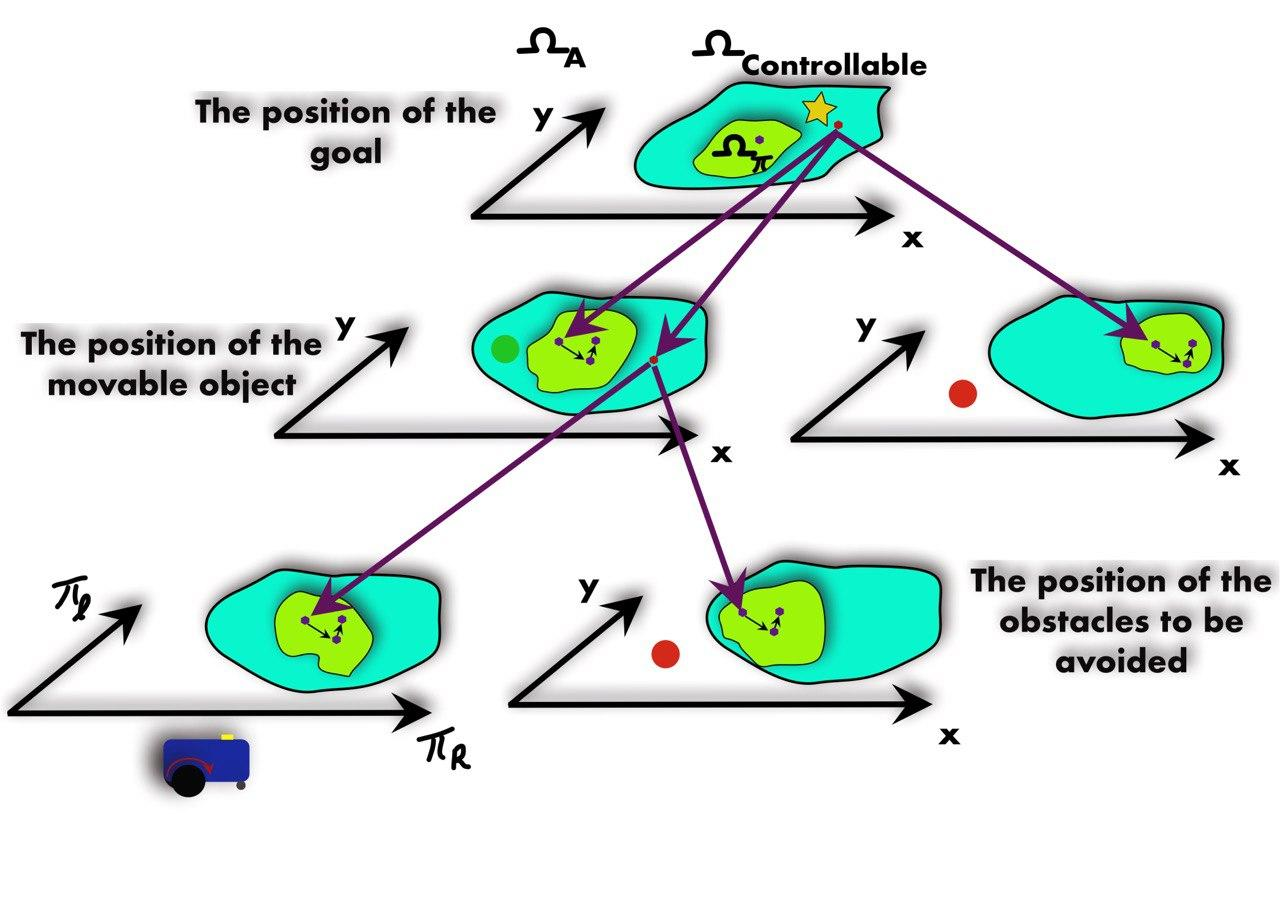 Ω_A
Ω_Controllable
The position of the
goal
y
Ω_π
x
The position of the
movable object
y
x
y
x
π_l
π_R
y
x
The position of the
obstacles to be
avoided